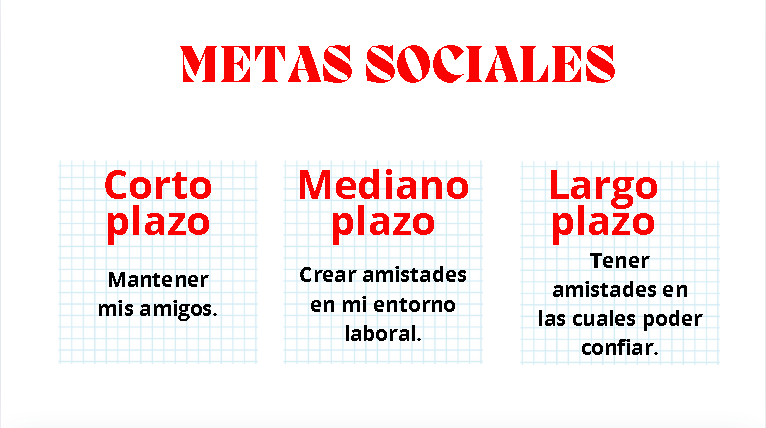 METAS SOCIALES
Corto
plazo
Mantener
mis amigos.
Mediano
plazo
Crear amistades
en mi entorno
laboral.
Largo
plazo
Tener
amistades en
las cuales poder
confiar.